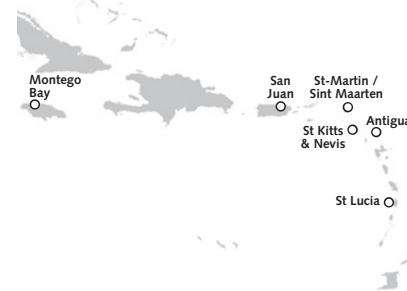 Montego
Bay
San
Juan
St-Martin /
Sint Maarten
Antigua
St Kitts
& Nevis
St Lucia